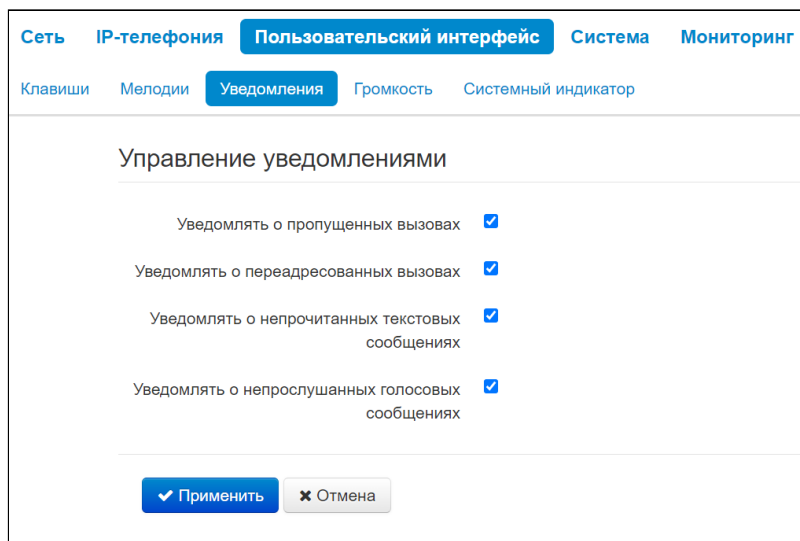 Сеть IP-телефония Пользовательский интерфейс Система Мониторинг
Клавиши Мелодии Уведомления Громкость Системный индикатор
Управление уведомлениями
Уведомлять о пропущенных вызовах
Уведомлять о переадресованных вызовах
Уведомлять о непрочитанных текстовых
сообщениях
Уведомлять о непрослушанных голосовых
сообщениях
Применить Отмена